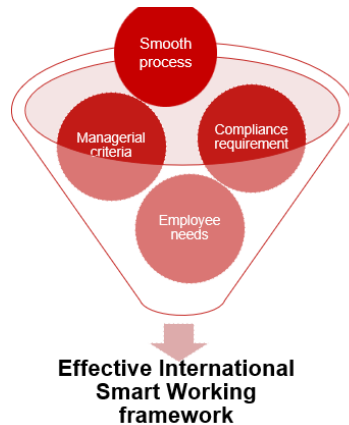 Smooth
process
Managerial
criteria
Compliance
requirement
Employee
needs
Effective International
Smart Working
framework